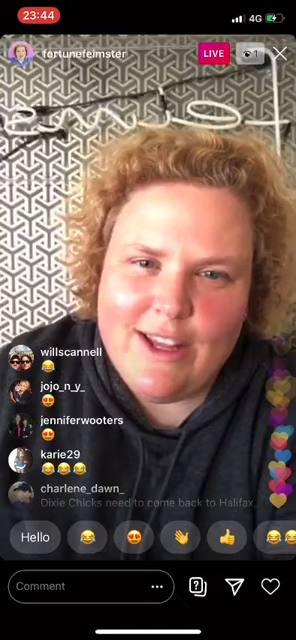 23:44
4G
fortunefeimster
LIVE
1
willscannell
😂
jojo_n_y_
😍
jenniferwooters
😍
karie29
😂😂😂
charlene_dawn_
Dixie Chicks need to come back to Halifax,
Hello 😂 😍 👋 👍 😂😂
Comment